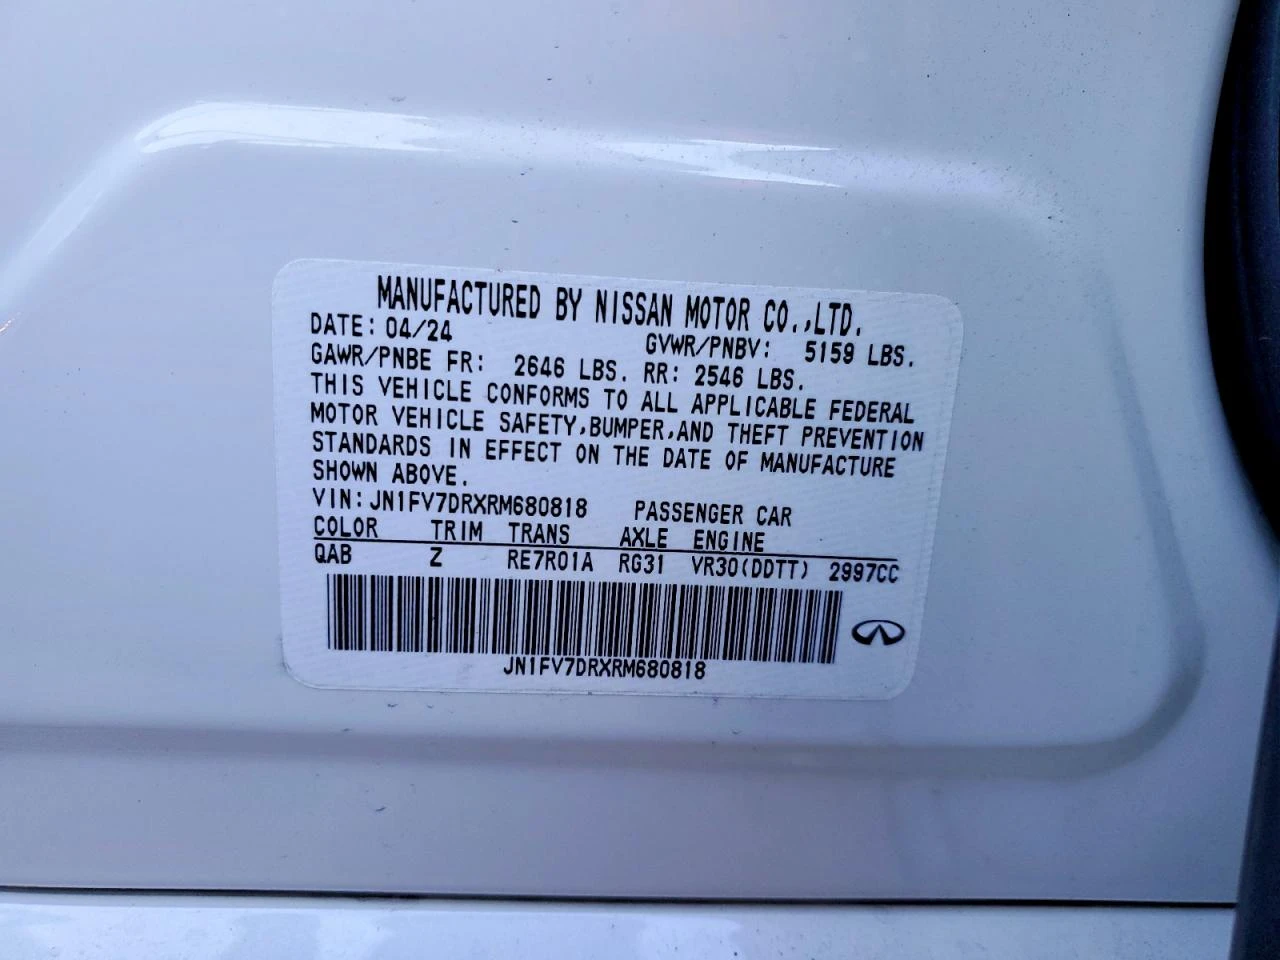 MANUFACTURED BY NISSAN MOTOR CO.,LTD.
DATE: 04/24 GVWR/PNBV: 5159 LBS.
GAWR/PNBE FR: 2646 LBS. RR: 2546 LBS.
THIS VEHICLE CONFORMS TO ALL APPLICABLE FEDERAL
MOTOR VEHICLE SAFETY,BUMPER,AND THEFT PREVENTION
STANDARDS IN EFFECT ON THE DATE OF MANUFACTURE
SHOWN ABOVE.
VIN:JN1FV7DRXRM680818 PASSENGER CAR
COLOR TRIM TRANS AXLE ENGINE
QAB Z RE7R01A RG31 VR30(DDTT) 2997CC
JN1FV7DRXRM680818